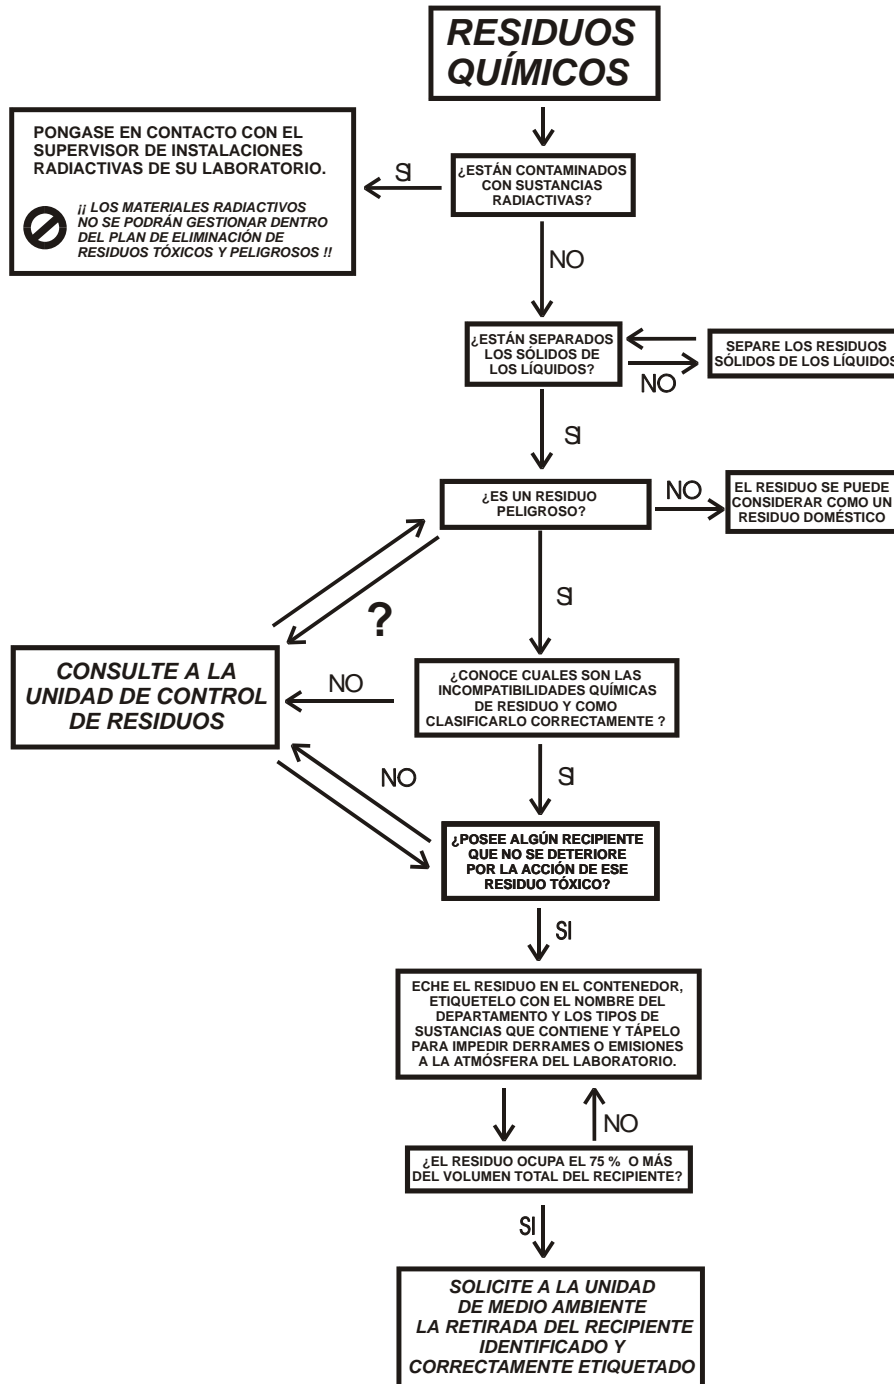 RESIDUOS
QUÍMICOS
PONGASE EN CONTACTO CON EL
SUPERVISOR DE INSTALACIONES
RADIACTIVAS DE SU LABORATORIO.
¡¡ LOS MATERIALES RADIACTIVOS
NO SE PODRÁN GESTIONAR DENTRO
DEL PLAN DE ELIMINACIÓN DE
RESIDUOS TÓXICOS Y PELIGROSOS !!
SI
¿ESTÁN CONTAMINADOS
CON SUSTANCIAS
RADIACTIVAS?
NO
¿ESTÁN SEPARADOS
LOS SÓLIDOS DE
LOS LÍQUIDOS?
NO
SEPARE LOS RESIDUOS
SÓLIDOS DE LOS LÍQUIDOS
SI
¿ES UN RESIDUO
PELIGROSO?
NO
EL RESIDUO SE PUEDE
CONSIDERAR COMO UN
RESIDUO DOMÉSTICO
?
SI
CONSULTE A LA
UNIDAD DE CONTROL
DE RESIDUOS
NO
¿CONOCE CUALES SON LAS
INCOMPATIBILIDADES QUÍMICAS
DE RESIDUO Y COMO
CLASIFICARLO CORRECTAMENTE ?
NO
SI
¿POSEE ALGÚN RECIPIENTE
QUE NO SE DETERIORE
POR LA ACCIÓN DE ESE
RESIDUO TÓXICO?
SI
ECHE EL RESIDUO EN EL CONTENEDOR,
ETIQUETELO CON EL NOMBRE DEL
DEPARTAMENTO Y LOS TIPOS DE
SUSTANCIAS QUE CONTIENE Y TÁPELO
PARA IMPEDIR DERRAMES O EMISIONES
A LA ATMÓSFERA DEL LABORATORIO.
NO
¿EL RESIDUO OCUPA EL 75 % O MÁS
DEL VOLUMEN TOTAL DEL RECIPIENTE?
SI
SOLICITE A LA UNIDAD
DE MEDIO AMBIENTE
LA RETIRADA DEL RECIPIENTE
IDENTIFICADO Y
CORRECTAMENTE ETIQUETADO